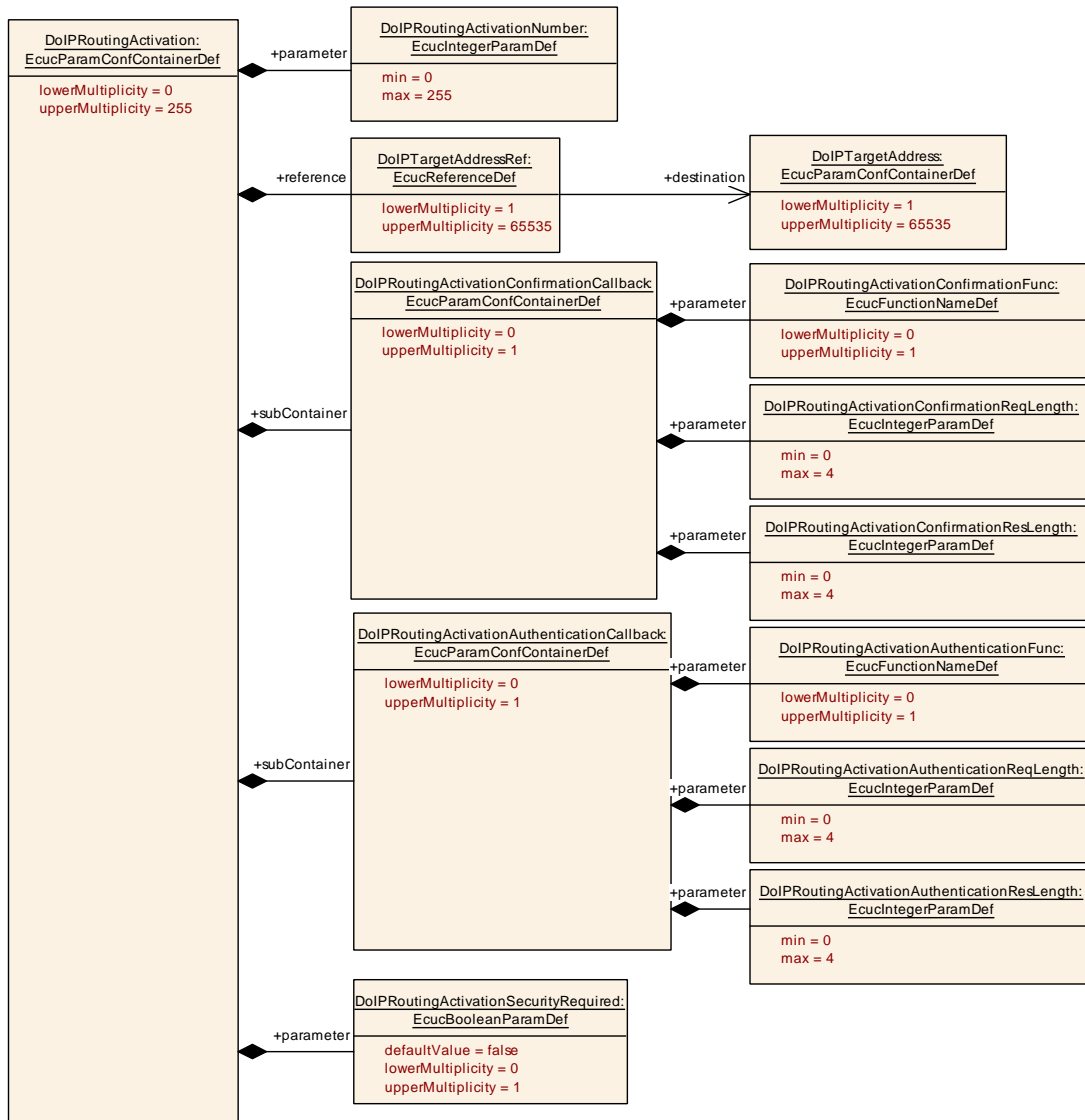 DoIPRoutingActivation:
EcucParamConfContainerDef
lowerMultiplicity = 0
upperMultiplicity = 255
+parameter
DoIPRoutingActivationNumber:
EcucIntegerParamDef
min = 0
max = 255
+reference
DoIPTargetAddressRef:
EcucReferenceDef
lowerMultiplicity = 1
upperMultiplicity = 65535
+destination
DoIPTargetAddress:
EcucParamConfContainerDef
lowerMultiplicity = 1
upperMultiplicity = 65535
+subContainer
DoIPRoutingActivationConfirmationCallback:
EcucParamConfContainerDef
lowerMultiplicity = 0
upperMultiplicity = 1
+parameter
DoIPRoutingActivationConfirmationFunc:
EcucFunctionNameDef
lowerMultiplicity = 0
upperMultiplicity = 1
+parameter
DoIPRoutingActivationConfirmationReqLength:
EcucIntegerParamDef
min = 0
max = 4
+parameter
DoIPRoutingActivationConfirmationResLength:
EcucIntegerParamDef
min = 0
max = 4
+subContainer
DoIPRoutingActivationAuthenticationCallback:
EcucParamConfContainerDef
lowerMultiplicity = 0
upperMultiplicity = 1
+parameter
DoIPRoutingActivationAuthenticationFunc:
EcucFunctionNameDef
lowerMultiplicity = 0
upperMultiplicity = 1
+parameter
DoIPRoutingActivationAuthenticationReqLength:
EcucIntegerParamDef
min = 0
max = 4
+parameter
DoIPRoutingActivationAuthenticationResLength:
EcucIntegerParamDef
min = 0
max = 4
+parameter
DoIPRoutingActivationSecurityRequired:
EcucBooleanParamDef
defaultValue = false
lowerMultiplicity = 0
upperMultiplicity = 1